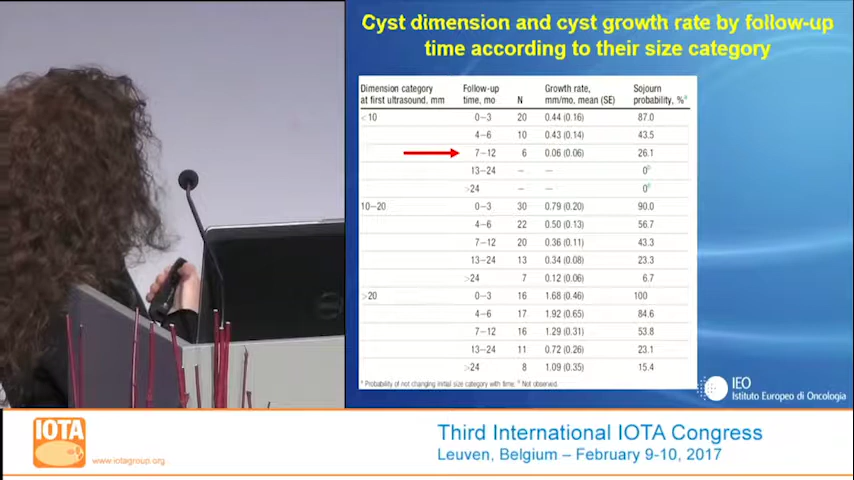 Cyst dimension and cyst growth rate by follow-up
time according to their size category
Dimension category Follow-up Growth rate, Sojourn
at first ultrasound, mm time, mo N mm/mo, mean (SE) probability, %a
<10 0–3 20 0.44 (0.16) 87.0
4–6 10 0.43 (0.14) 43.5
7–12 6 0.06 (0.06) 26.1
13–24 – – 0b
>24 – – 0b
10–20 0–3 30 0.79 (0.20) 90.0
4–6 22 0.50 (0.13) 56.7
7–12 20 0.36 (0.11) 43.3
13–24 13 0.34 (0.08) 23.3
>24 7 0.12 (0.06) 6.7
>20 0–3 16 1.68 (0.46) 100
4–6 17 1.92 (0.65) 84.6
7–12 16 1.29 (0.31) 53.8
13–24 11 0.72 (0.26) 23.1
>24 8 1.09 (0.35) 15.4
a Probability of not changing initial size category with time; b Not observed.
IEO
Istituto Europeo di Oncologia
IOTA
www.iotagroup.org
Third International IOTA Congress
Leuven, Belgium – February 9-10, 2017